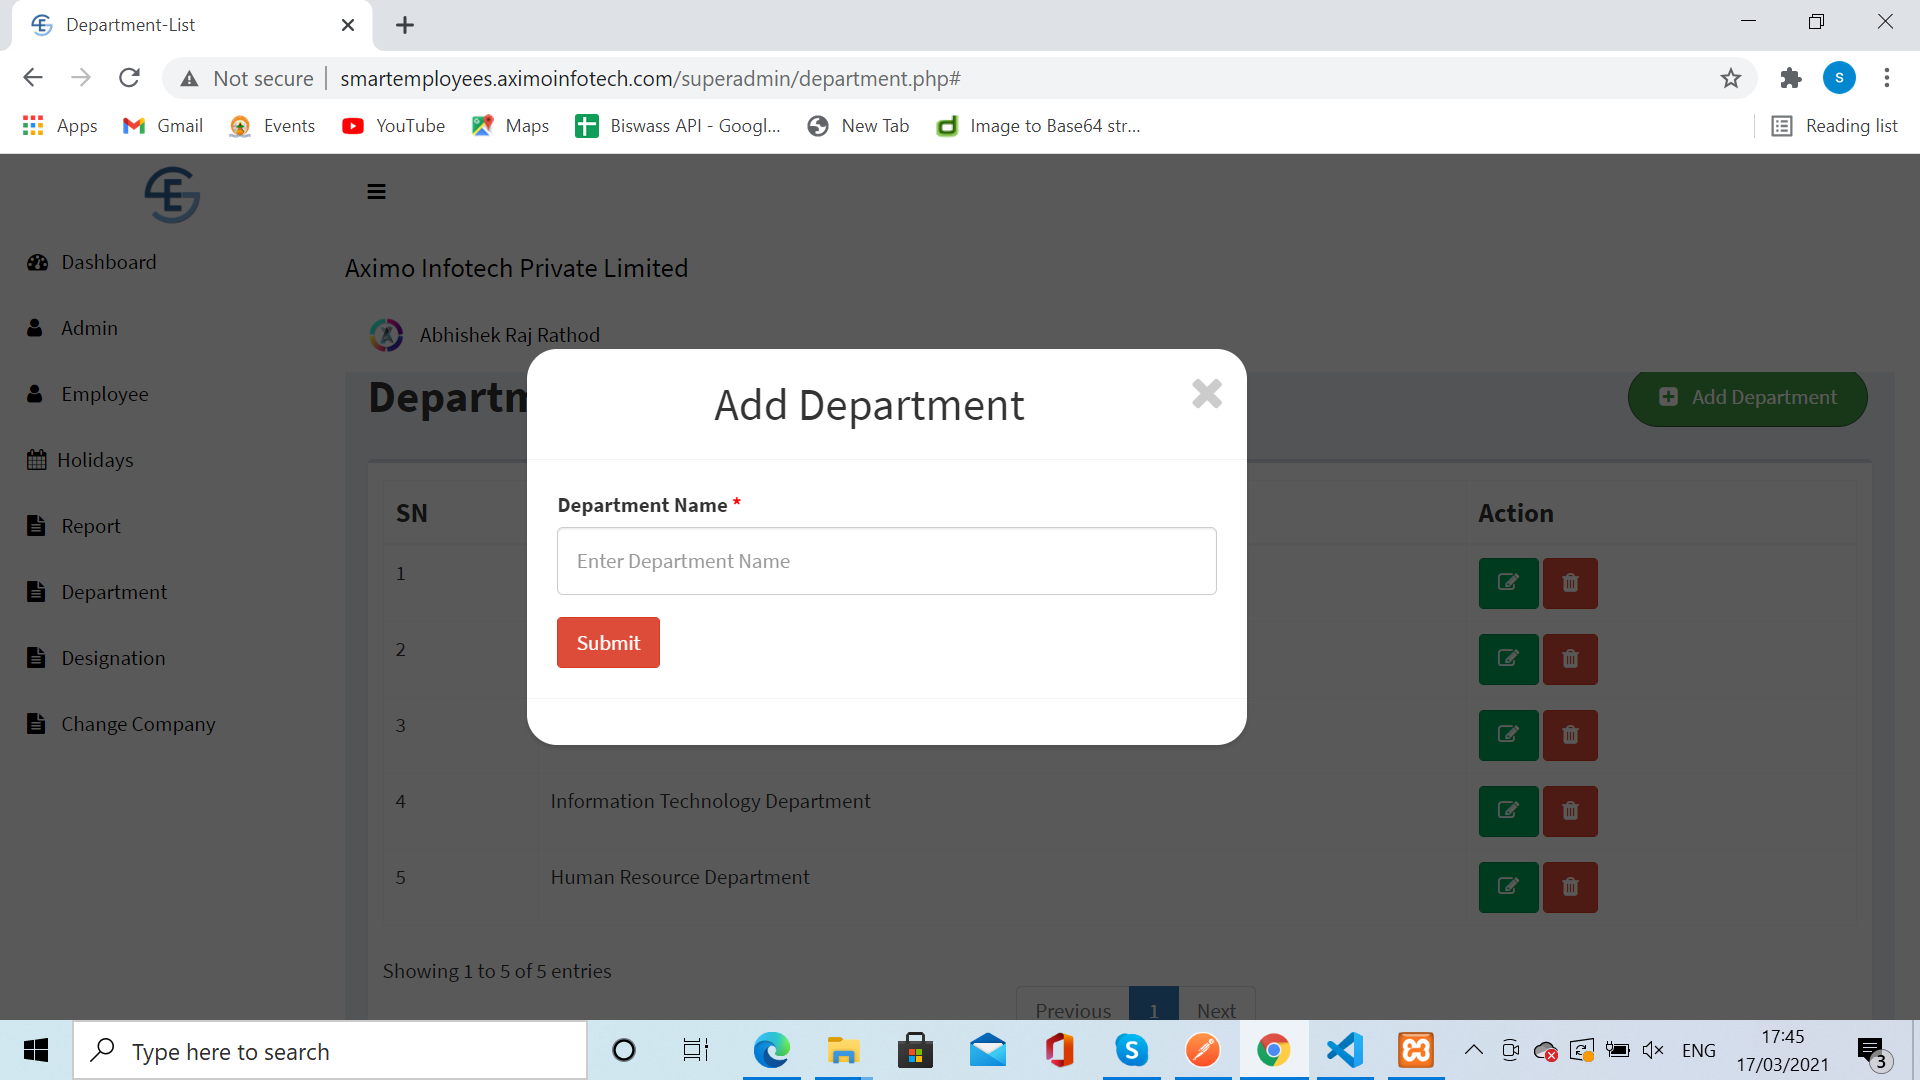 Department-List
Not secure
smartemployees.aximoinfotech.com/superadmin/department.php#
S
Apps
Gmail
Events
YouTube
Maps
Biswass API - Googl...
New Tab
Image to Base64 str...
Reading list
Dashboard
Admin
Employee
Holidays
Report
Department
Designation
Change Company
Aximo Infotech Private Limited
Abhishek Raj Rathod
Departm
Add Department
Add Department
Department Name *
Enter Department Name
Submit
SN
Action
1
2
3
4 Information Technology Department
5 Human Resource Department
Showing 1 to 5 of 5 entries
Previous 1 Next
Type here to search
ENG
17:45
17/03/2021
3